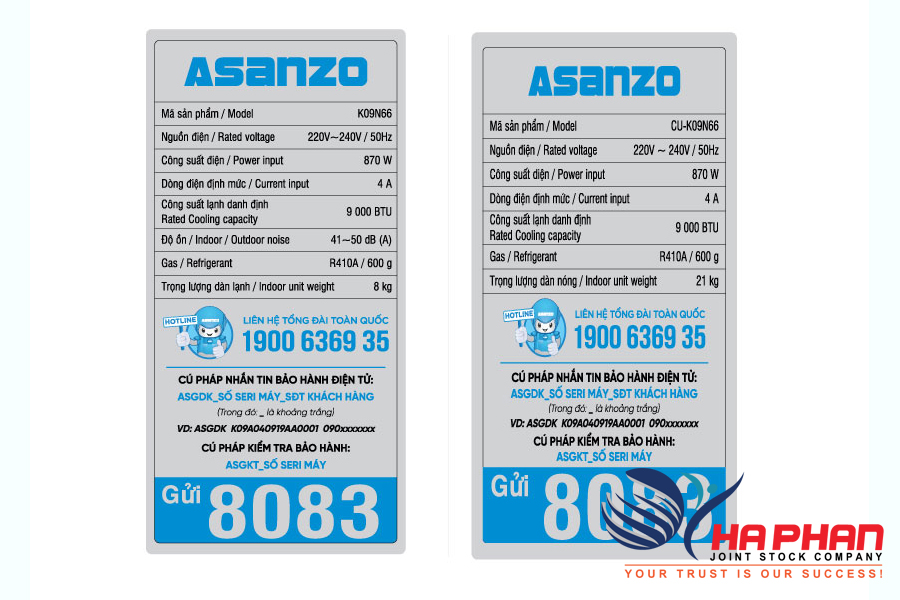 Asanzo
Mã sản phẩm / Model K09N66
Nguồn điện / Rated voltage 220V~240V / 50Hz
Công suất điện / Power input 870 W
Dòng điện định mức / Current input 4 A
Công suất lạnh danh định
Rated Cooling capacity 9 000 BTU
Độ ồn / Indoor / Outdoor noise 41~50 dB (A)
Gas / Refrigerant R410A / 600 g
Trọng lượng dàn lạnh / Indoor unit weight 8 kg
HOTLINE
ASANZO
LIÊN HỆ TỔNG ĐÀI TOÀN QUỐC
1900 6369 35
CÚ PHÁP NHẮN TIN BẢO HÀNH ĐIỆN TỬ:
ASGDK_SỐ SERI MÁY_SĐT KHÁCH HÀNG
(Trong đó: _ là khoảng trắng)
VD: ASGDK K09A040919AA0001 090xxxxxxx
CÚ PHÁP KIỂM TRA BẢO HÀNH:
ASGKT_SỐ SERI MÁY
Gửi 8083
Asanzo
Mã sản phẩm / Model CU-K09N66
Nguồn điện / Rated voltage 220V ~ 240V / 50Hz
Công suất điện / Power input 870 W
Dòng điện định mức / Current input 4 A
Công suất lạnh danh định
Rated Cooling capacity 9 000 BTU
Gas / Refrigerant R410A / 600 g
Trọng lượng dàn nóng / Indoor unit weight 21 kg
HOTLINE
ASANZO
LIÊN HỆ TỔNG ĐÀI TOÀN QUỐC
1900 6369 35
CÚ PHÁP NHẮN TIN BẢO HÀNH ĐIỆN TỬ:
ASGDK_SỐ SERI MÁY_SĐT KHÁCH HÀNG
(Trong đó: _ là khoảng trắng)
VD: ASGDK K09A040919AA0001 090xxxxxxx
CÚ PHÁP KIỂM TRA BẢO HÀNH:
ASGKT_SỐ SERI MÁY
Gửi 8083
HA PHAN
JOINT STOCK COMPANY
YOUR TRUST IS OUR SUCCESS!